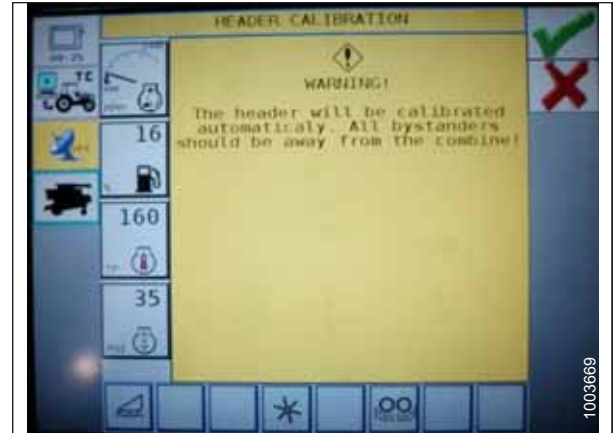 HEADER CALIBRATION
TC
WARNING!
The header will be calibrated
automaticaly. All bystanders
should be away from the combine!
16
160
35
1003669